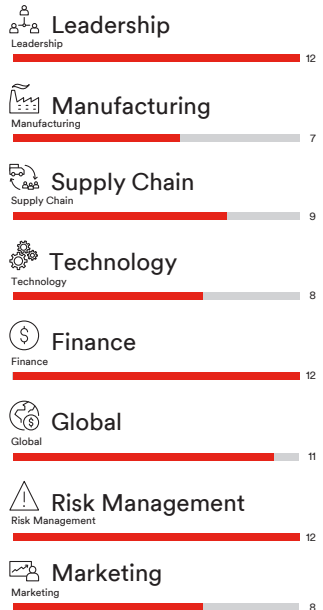 Leadership
Leadership
12
Manufacturing
Manufacturing
7
Supply Chain
Supply Chain
9
Technology
Technology
8
$
Finance
Finance
12
$
Global
Global
11
Risk Management
Risk Management
12
Marketing
Marketing
8